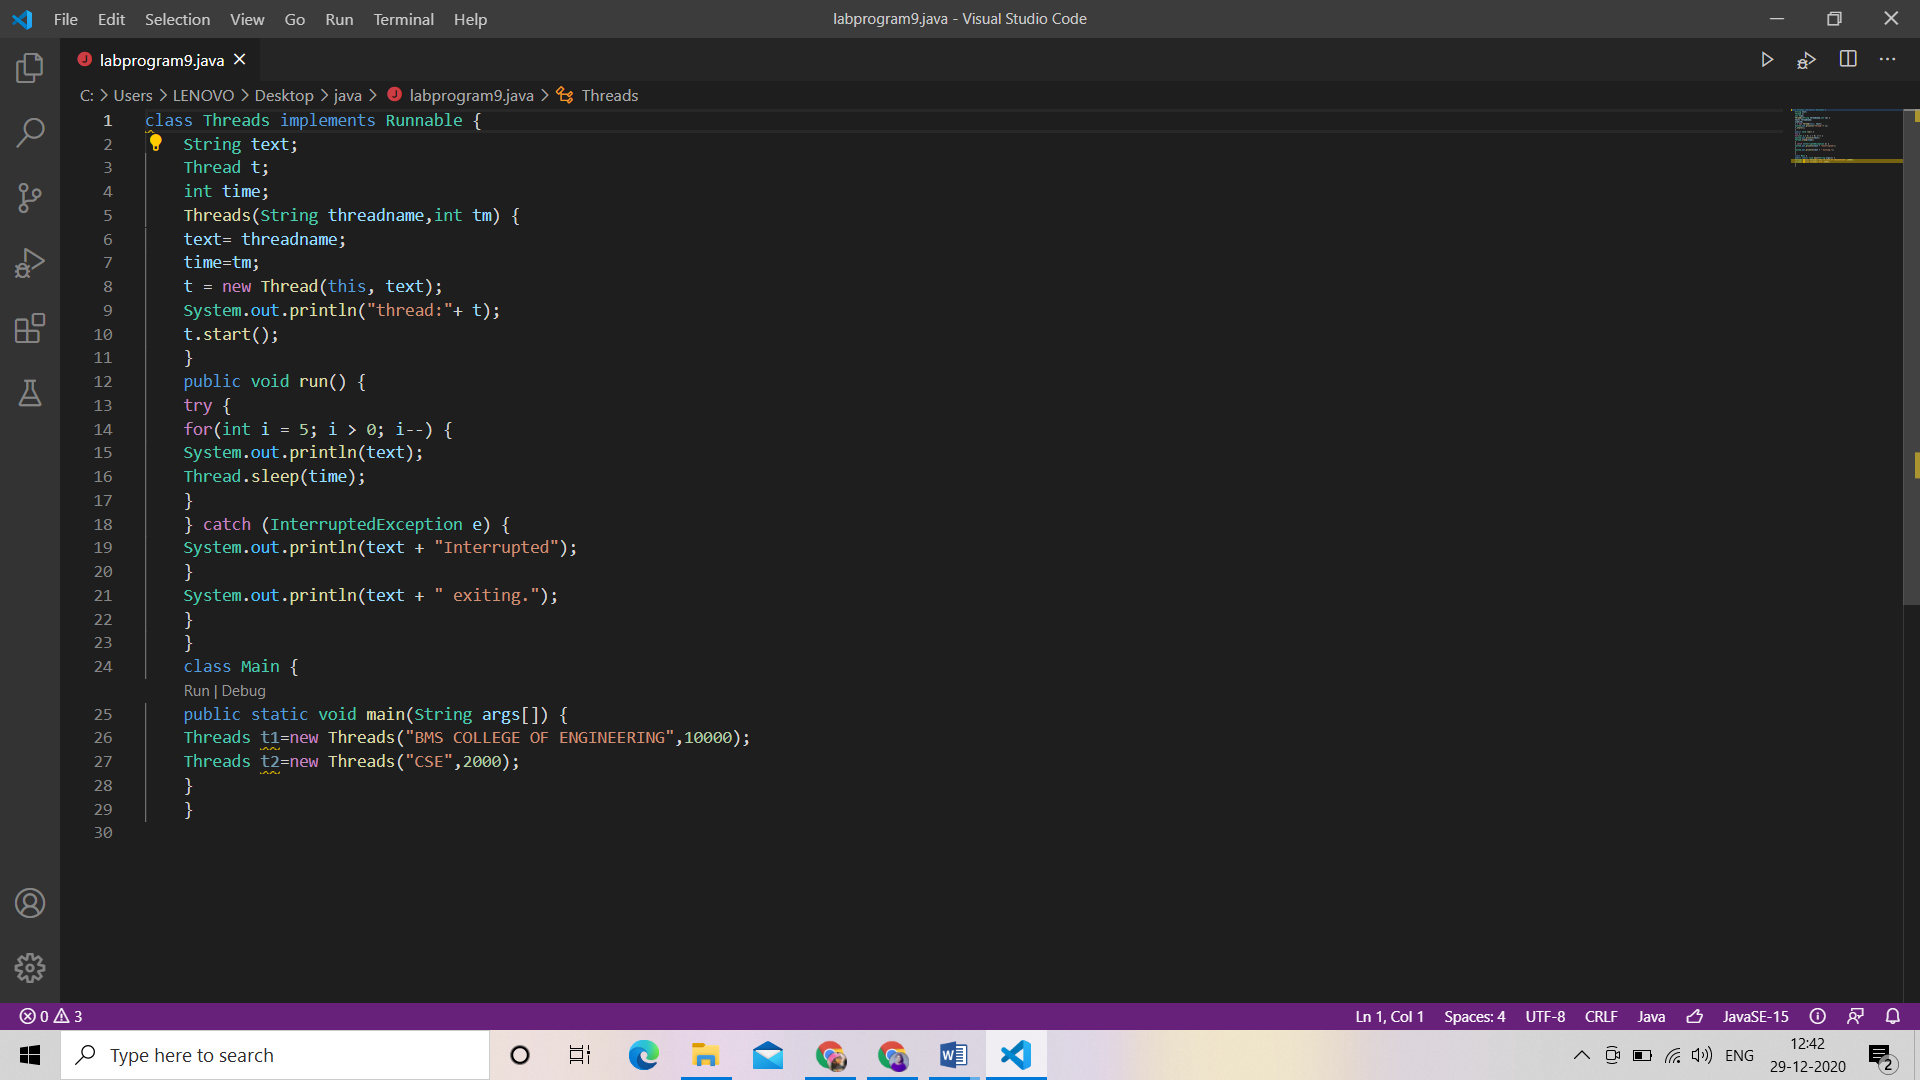 File Edit Selection View Go Run Terminal Help
labprogram9.java - Visual Studio Code
labprogram9.java
C: > Users > LENOVO > Desktop > java > labprogram9.java > Threads
1 class Threads implements Runnable {
2 String text;
3 Thread t;
4 int time;
5 Threads(String threadname,int tm) {
6 text= threadname;
7 time=tm;
8 t = new Thread(this, text);
9 System.out.println("thread:"+ t);
10 t.start();
11 }
12 public void run() {
13 try {
14 for(int i = 5; i > 0; i--) {
15 System.out.println(text);
16 Thread.sleep(time);
17 }
18 } catch (InterruptedException e) {
19 System.out.println(text + "Interrupted");
20 }
21 System.out.println(text + " exiting.");
22 }
23 }
24 class Main {
Run | Debug
25 public static void main(String args[]) {
26 Threads t1=new Threads("BMS COLLEGE OF ENGINEERING",10000);
27 Threads t2=new Threads("CSE",2000);
28 }
29 }
30
0 3
Ln 1, Col 1 Spaces: 4 UTF-8 CRLF Java JavaSE-15
Type here to search
ENG
12:42
29-12-2020
2